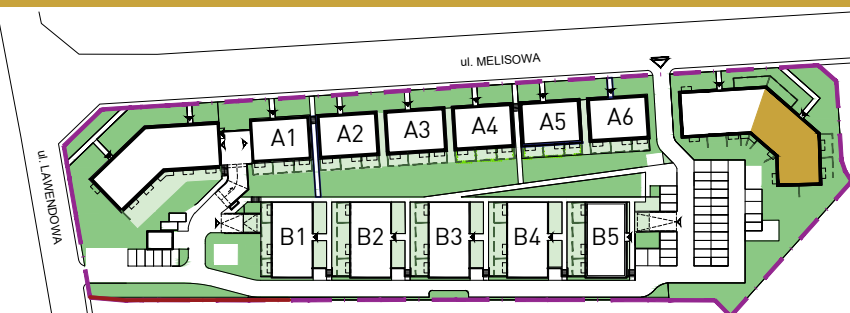 ul. MELISOWA
A1 A2 A3 A4 A5 A6
ul. LAWENDOWA
B1 B2 B3 B4 B5